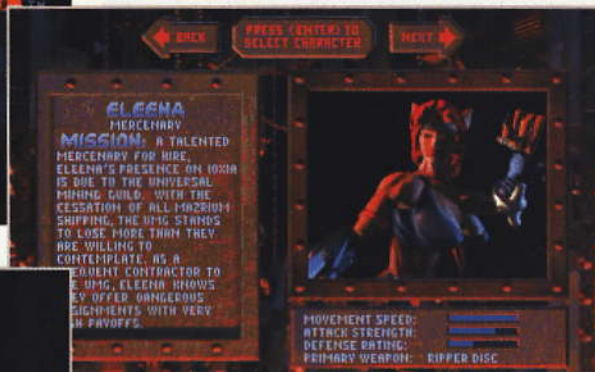 BACK
PRESS <ENTER> TO
SELECT CHARACTER
NEXT
ELEENA
MERCENARY
MISSION: A TALENTED
MERCENARY FOR HIRE,
ELEENA'S PRESENCE ON IOXIA
IS DUE TO THE UNIVERSAL
MINING GUILD. WITH THE
CESSATION OF ALL MAZRIUM
SHIPPING, THE UMG STANDS
TO LOSE MORE THAN THEY
ARE WILLING TO
CONTEMPLATE. AS A
EQUENT CONTRACTOR TO
E UMG, ELEENA KNOWS
EY OFFER DANGEROUS
SIGNMENTS WITH VERY
H PAYOFFS.
MOVEMENT SPEED:
ATTACK STRENGTH:
DEFENSE RATING:
PRIMARY WEAPON: RIPPER DISC